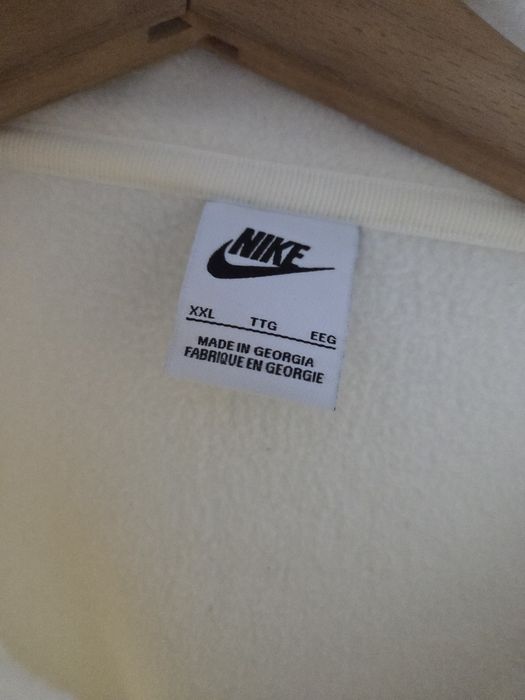 NIKE
XXL TTG EEG
MADE IN GEORGIA
FABRIQUE EN GEORGIE